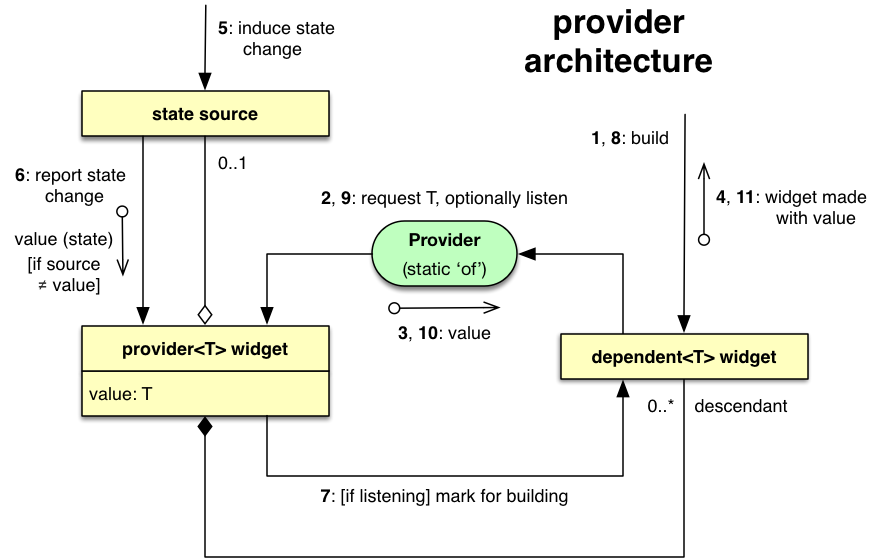 provider
architecture
5: induce state
change
state source
0..1
1, 8: build
6: report state
change
value (state)
[if source
≠ value]
2, 9: request T, optionally listen
4, 11: widget made
with value
Provider
(static ‘of’)
3, 10: value
provider<T> widget
value: T
dependent<T> widget
0..*
descendant
7: [if listening] mark for building